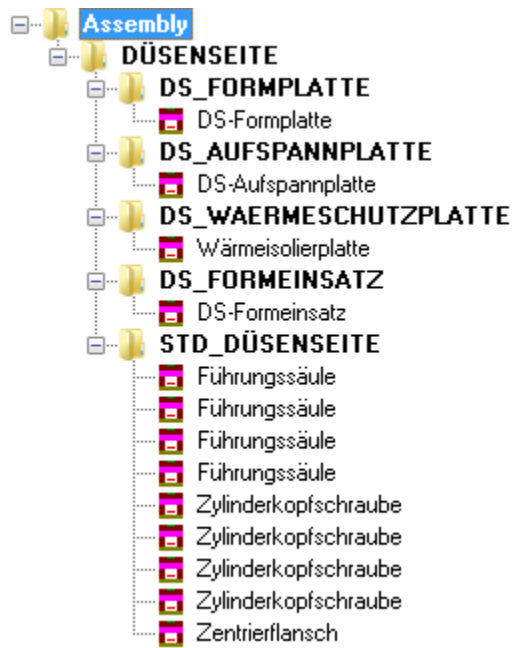 Assembly
DÜSENSEITE
DS_FORMPLATTE
DS-Formplatte
DS_AUFSPANNPLATTE
DS-Aufspannplatte
DS_WAERMESCHUTZPLATTE
Wärmeisolierplatte
DS_FORMEINSATZ
DS-Formeinsatz
STD_DÜSENSEITE
Führungssäule
Führungssäule
Führungssäule
Führungssäule
Zylinderkopfschraube
Zylinderkopfschraube
Zylinderkopfschraube
Zylinderkopfschraube
Zentrierflansch